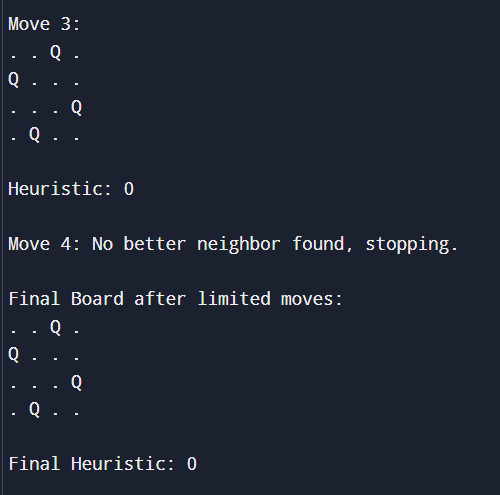 Move 3:
. . Q .
Q . . .
. . . Q
. Q . .
Heuristic: 0
Move 4: No better neighbor found, stopping.
Final Board after limited moves:
. . Q .
Q . . .
. . . Q
. Q . .
Final Heuristic: 0